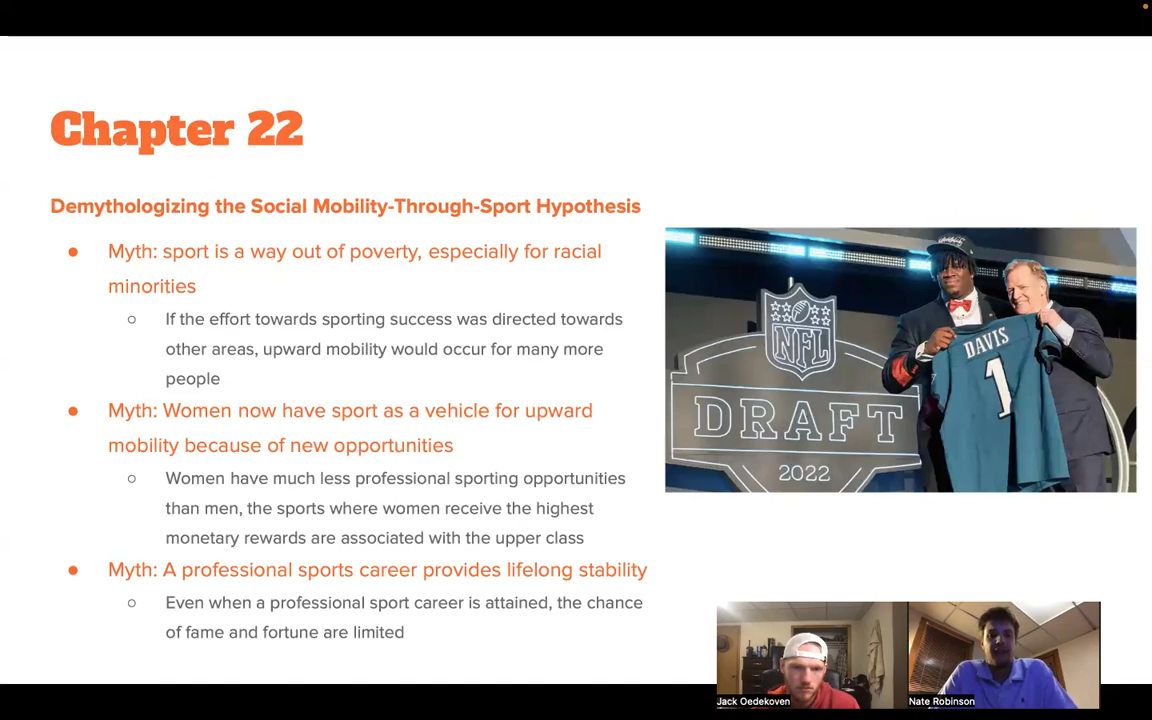 Chapter 22
Demythologizing the Social Mobility-Through-Sport Hypothesis
● Myth: sport is a way out of poverty, especially for racial
minorities
○ If the effort towards sporting success was directed towards
other areas, upward mobility would occur for many more
people
● Myth: Women now have sport as a vehicle for upward
mobility because of new opportunities
○ Women have much less professional sporting opportunities
than men, the sports where women receive the highest
monetary rewards are associated with the upper class
● Myth: A professional sports career provides lifelong stability
○ Even when a professional sport career is attained, the chance
of fame and fortune are limited
NFL
DRAFT
2022
DAVIS
1
Jack Oedekoven
Nate Robinson